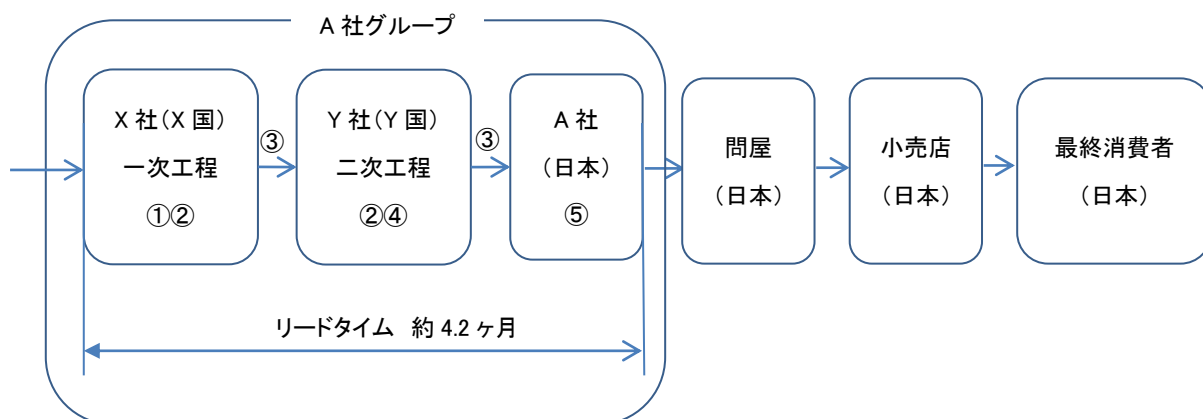 A 社グループ
X 社(X 国)
一次工程
①②
③
Y 社(Y 国)
二次工程
②④
③
A 社
(日本)
⑤
問屋
(日本)
小売店
(日本)
最終消費者
(日本)
リードタイム 約 4.2 ヶ月